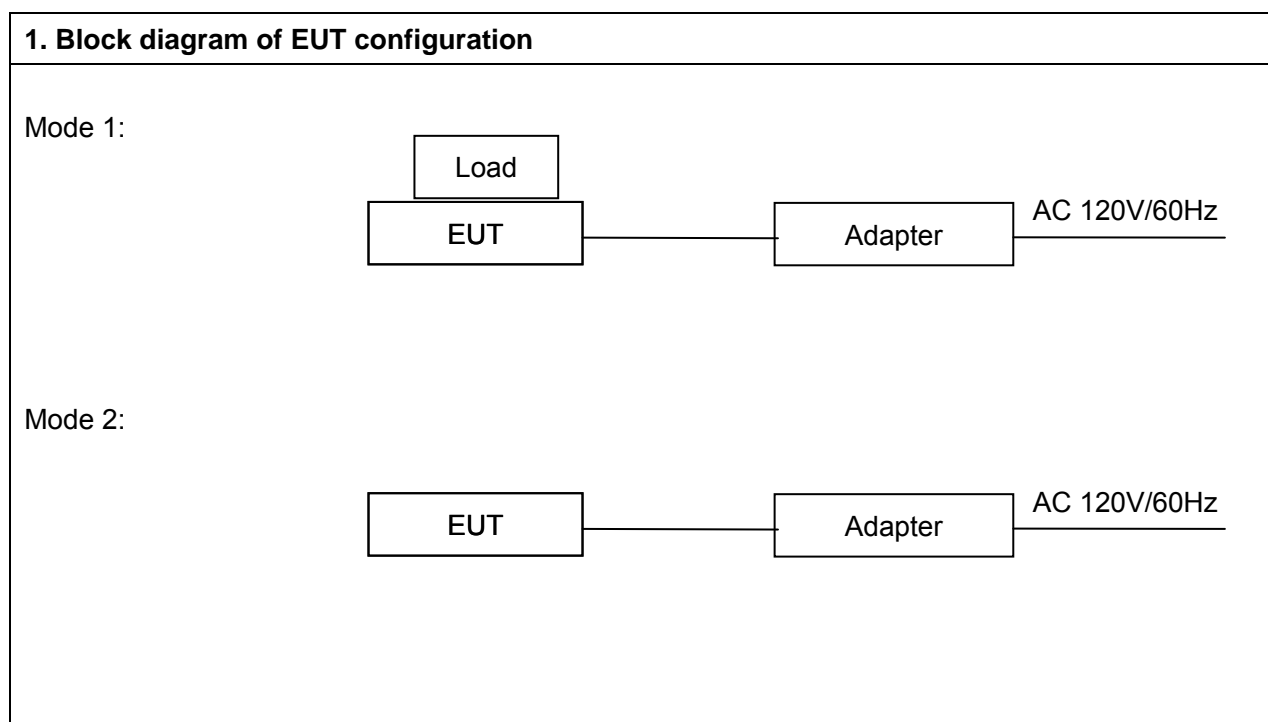 1. Block diagram of EUT configuration
Mode 1:
Load
EUT
Adapter
AC 120V/60Hz
Mode 2:
EUT
Adapter
AC 120V/60Hz